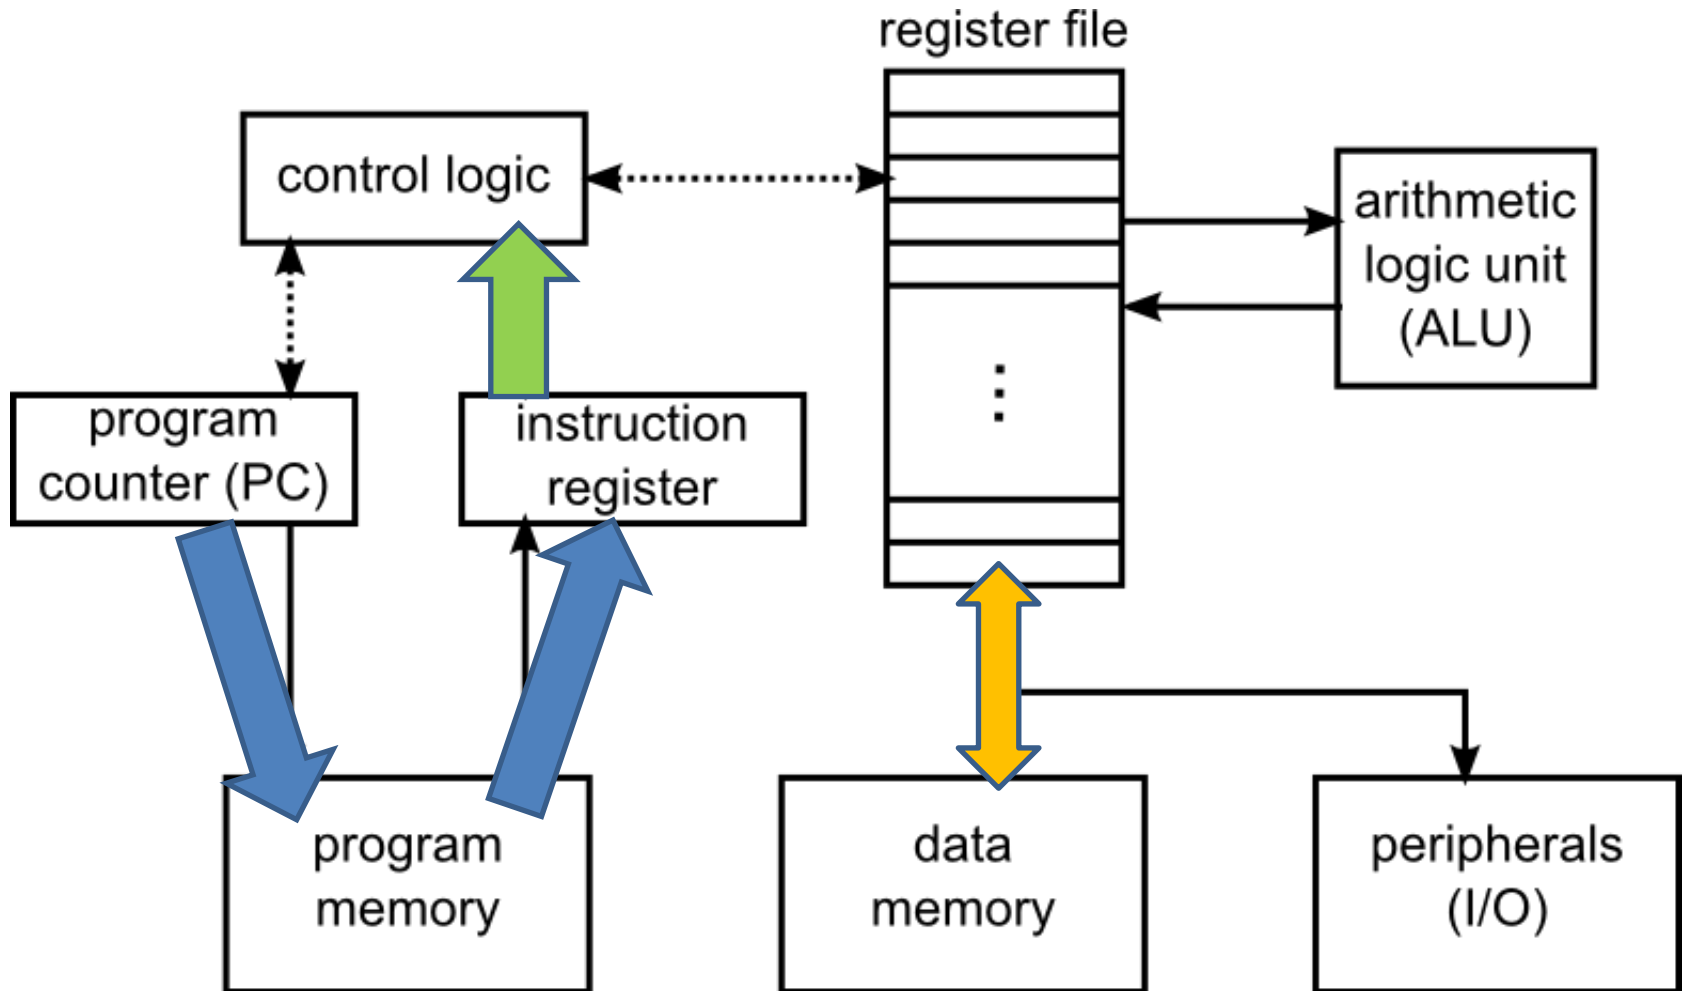 register file
control logic
arithmetic
logic unit
(ALU)
program
counter (PC)
instruction
register
program
memory
data
memory
peripherals
(I/O)